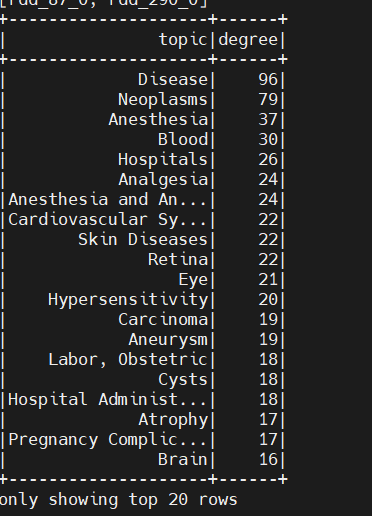 [rdd_87_0, rdd_290_0]
+--------------------+------+
|               topic|degree|
+--------------------+------+
|             Disease|    96|
|           Neoplasms|    79|
|          Anesthesia|    37|
|               Blood|    30|
|           Hospitals|    26|
|           Analgesia|    24|
|Anesthesia and An...|    24|
|Cardiovascular Sy...|    22|
|       Skin Diseases|    22|
|              Retina|    22|
|                 Eye|    21|
|    Hypersensitivity|    20|
|           Carcinoma|    19|
|            Aneurysm|    19|
|    Labor, Obstetric|    18|
|               Cysts|    18|
|Hospital Administ...|    18|
|             Atrophy|    17|
|Pregnancy Complic...|    17|
|               Brain|    16|
+--------------------+------+
only showing top 20 rows